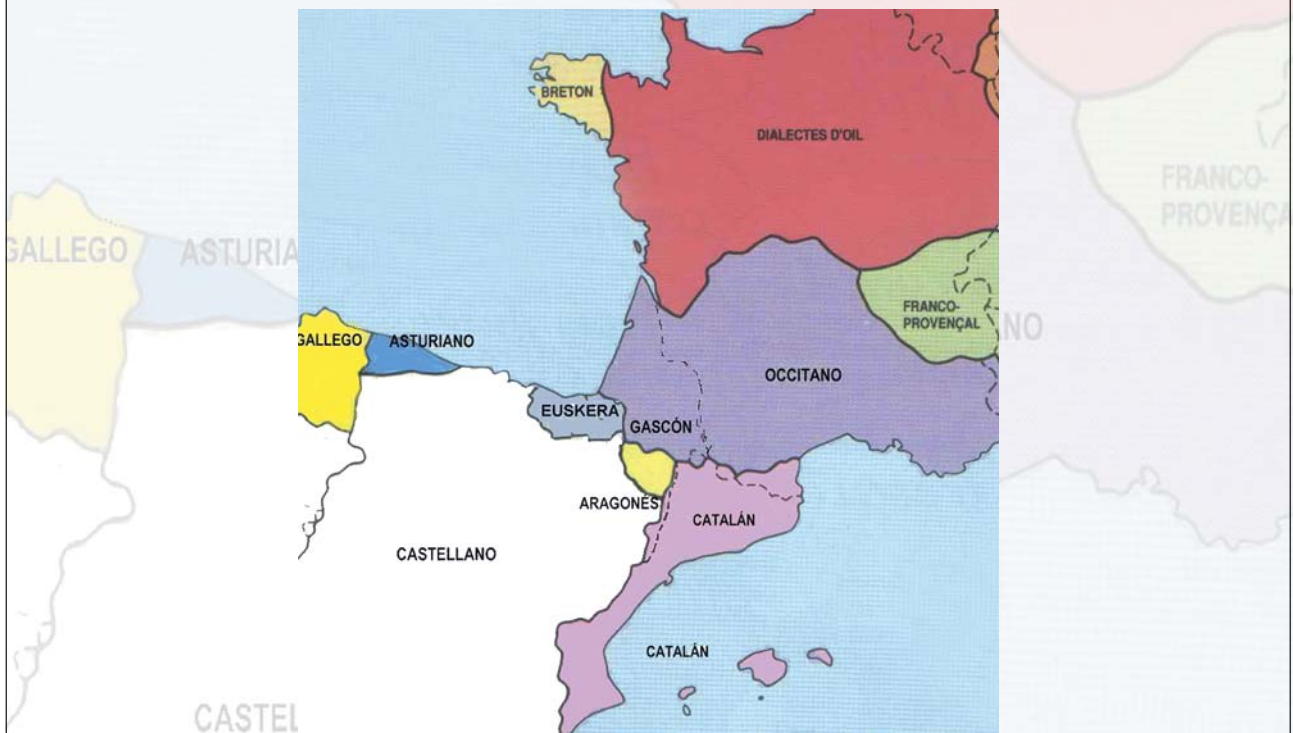 BRETON
DIALECTES D'OIL
FRANCO-
PROVENÇA
GALLEGO
ASTURIA
FRANCO-
PROVENÇAL
GALLEGO
ASTURIANO
NO
OCCITANO
EUSKERA
GASCÓN
ARAGONÉS
CATALÁN
CASTELLANO
CATALÁN
CASTEL